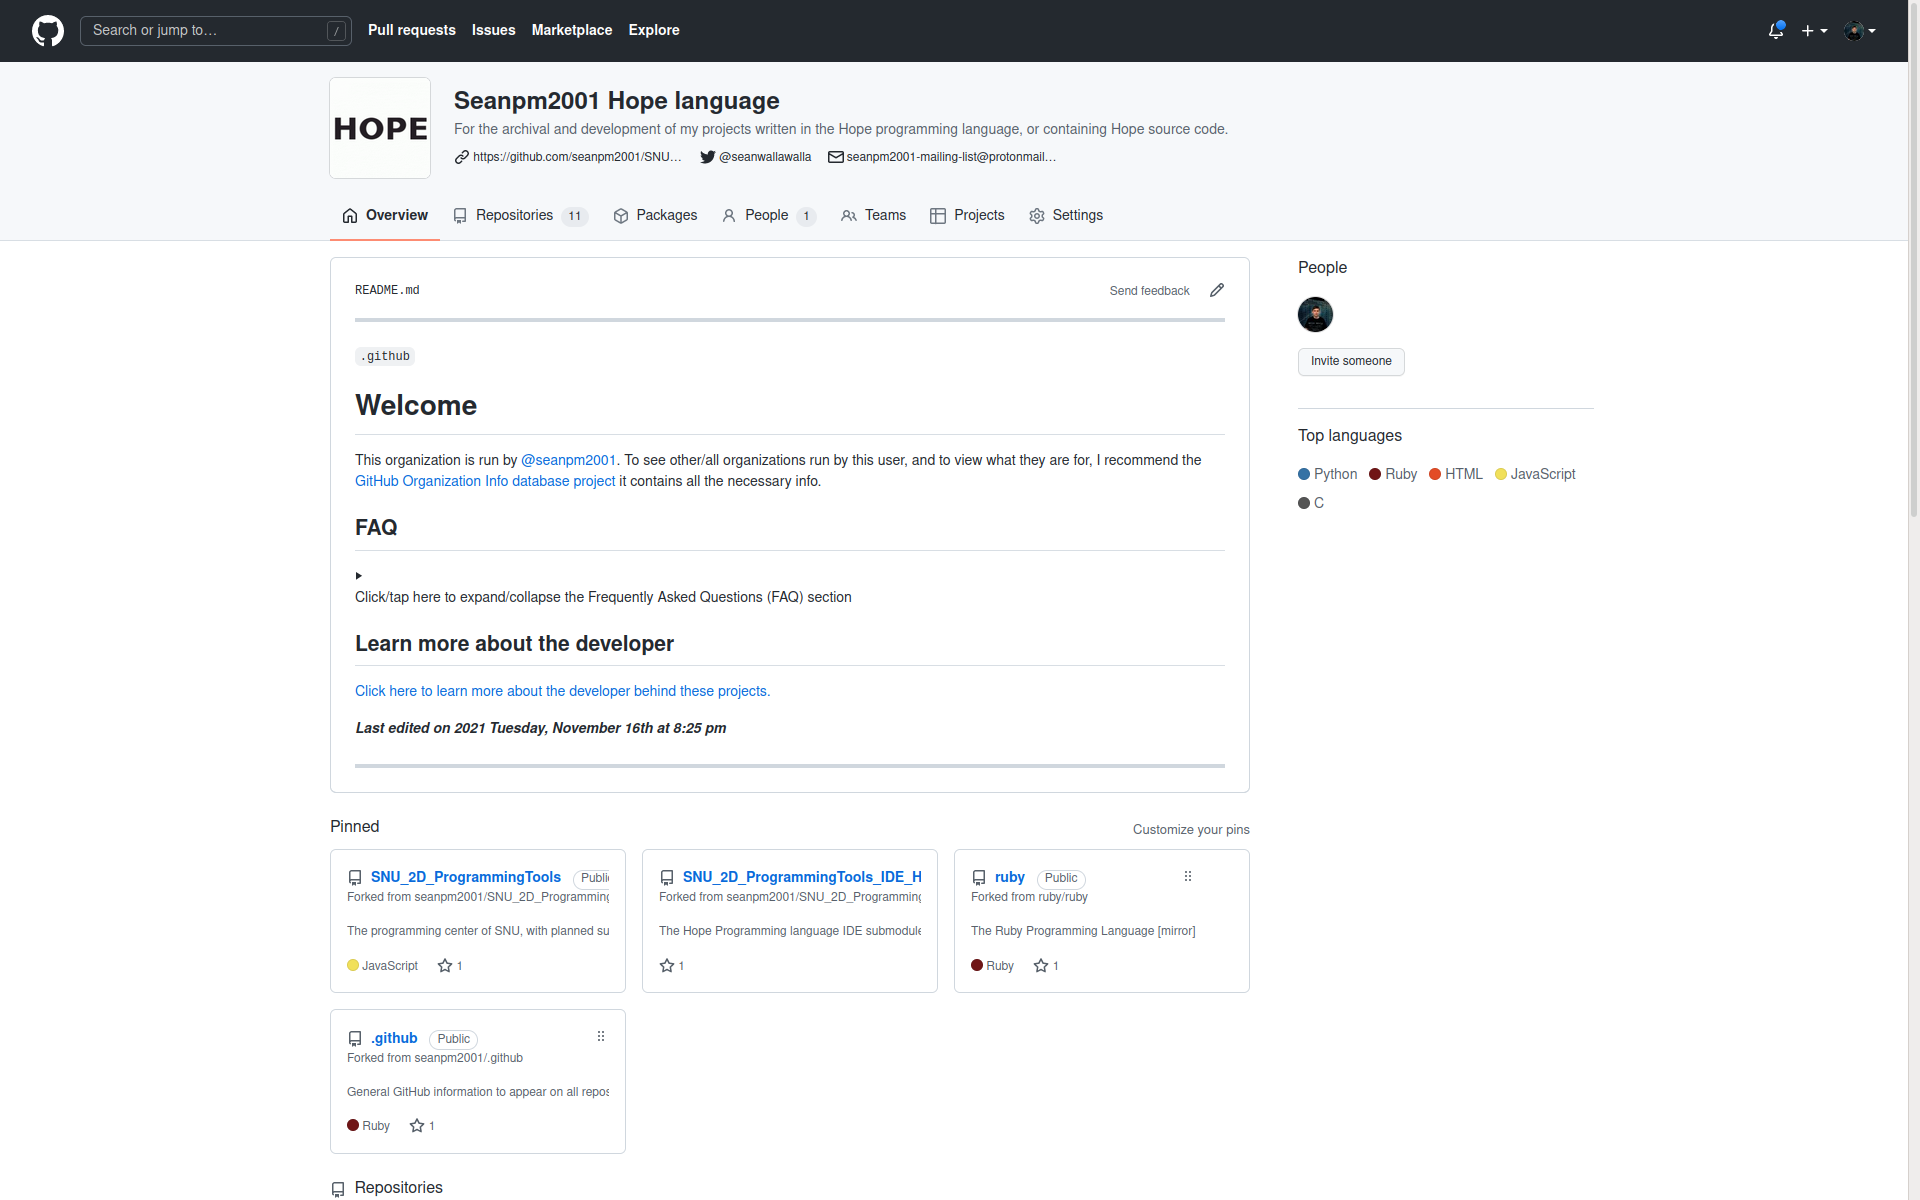 Search or jump to… /
Pull requests
Issues
Marketplace
Explore
HOPE
Seanpm2001 Hope language
For the archival and development of my projects written in the Hope programming language, or containing Hope source code.
https://github.com/seanpm2001/SNU… @seanwallawalla seanpm2001-mailing-list@protonmail…
Overview
Repositories 11
Packages
People 1
Teams
Projects
Settings
README.md
Send feedback
.github
Welcome
This organization is run by @seanpm2001. To see other/all organizations run by this user, and to view what they are for, I recommend the
GitHub Organization Info database project it contains all the necessary info.
FAQ
Click/tap here to expand/collapse the Frequently Asked Questions (FAQ) section
Learn more about the developer
Click here to learn more about the developer behind these projects.
Last edited on 2021 Tuesday, November 16th at 8:25 pm
People
Invite someone
Top languages
Python Ruby HTML JavaScript
C
Pinned
Customize your pins
SNU_2D_ProgrammingTools Publi
Forked from seanpm2001/SNU_2D_Programming
The programming center of SNU, with planned su
JavaScript 1
SNU_2D_ProgrammingTools_IDE_H
Forked from seanpm2001/SNU_2D_Programming
The Hope Programming language IDE submodule
1
ruby Public
Forked from ruby/ruby
The Ruby Programming Language [mirror]
Ruby 1
.github Public
Forked from seanpm2001/.github
General GitHub information to appear on all repos
Ruby 1
Repositories